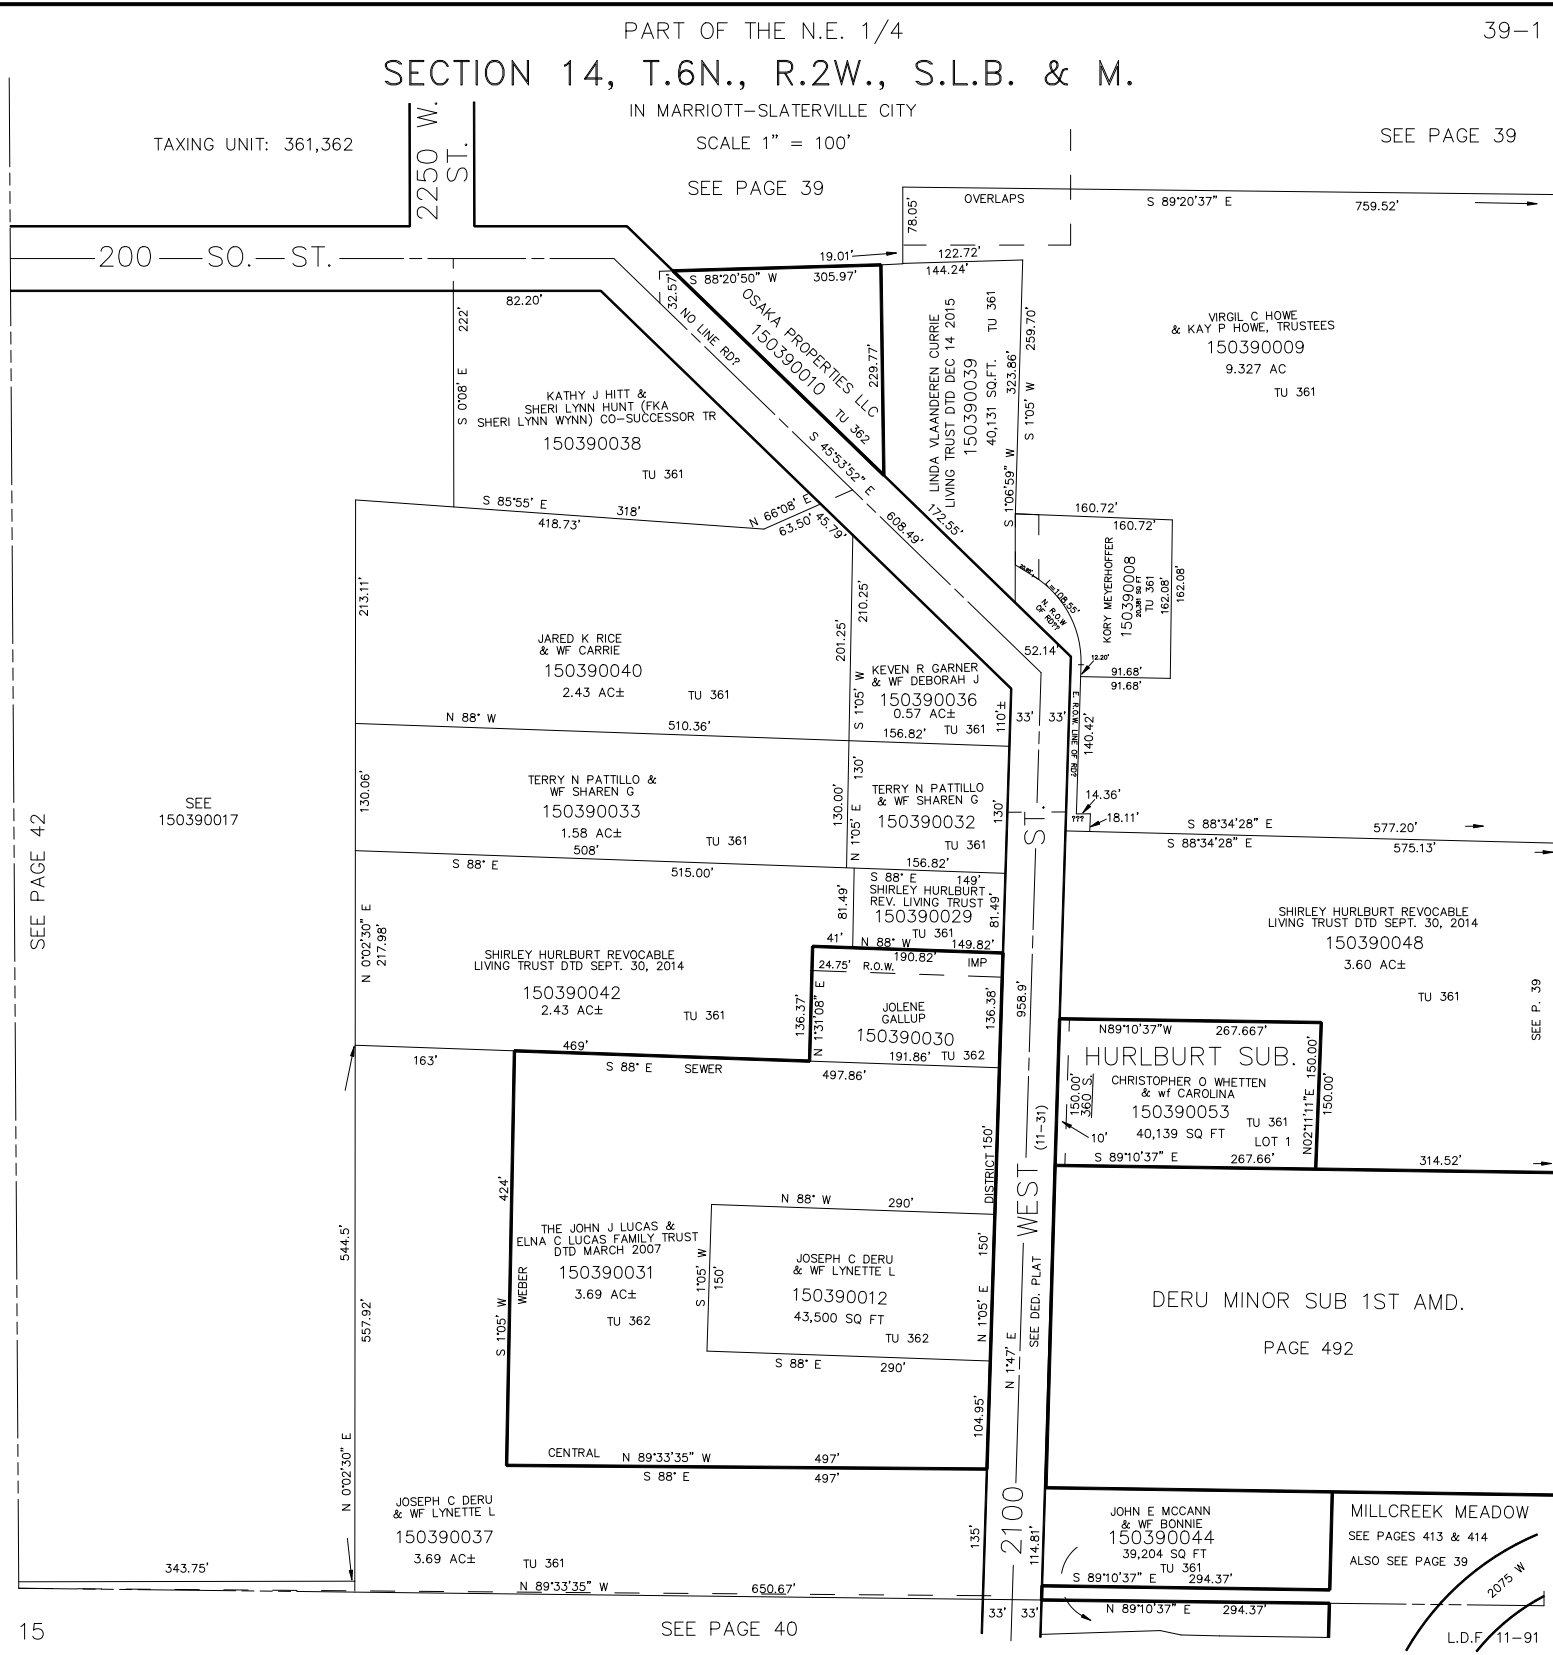 PART OF THE N.E. 1/4
39-1
SECTION 14, T.6N., R.2W., S.L.B. & M.
IN MARRIOTT-SLATERVILLE CITY
TAXING UNIT: 361,362
SCALE 1" = 100'
SEE PAGE 39
SEE PAGE 39
2250 W.
ST.
200 SO. ST.
OVERLAPS
S 89°20'37" E
759.52'
78.05'
19.01'
122.72'
144.24'
S 88°20'50" W
305.97'
32.57'
NO LINE RD?
OSAKA PROPERTIES LLC
150390010
TU 362
229.77'
LINDA VLAANDEREN CURRIE
LIVING TRUST DTD DEC 14 2015
150390039
40,131 SQ.FT.
TU 361
S 1°06'59" W
323.86'
S 1°05' W
259.70'
VIRGIL C HOWE
& KAY P HOWE, TRUSTEES
150390009
9.327 AC
TU 361
82.20'
222'
S 0°08' E
KATHY J HITT &
SHERI LYNN HUNT (FKA
SHERI LYNN WYNN) CO-SUCCESSOR TR
150390038
TU 361
S 85°55' E
318'
418.73'
N 66°08' E
63.50'
45.79'
S 45°53'52" E
608.49'
172.55'
160.72'
160.72'
KORY MEYERHOFFER
150390008
20,381 SQ FT
TU 361
162.08'
162.08'
L=108.55'
N. R.O.W
OF RD??
52.14'
12.20'
91.68'
91.68'
213.11'
JARED K RICE
& WF CARRIE
150390040
2.43 AC±
TU 361
201.25'
210.25'
S 1°05' W
KEVEN R GARNER
& WF DEBORAH J
150390036
0.57 AC±
156.82'
TU 361
110'±
33'
33'
E. R.O.W. LINE OF RD?
140.42'
N 88° W
510.36'
130.06'
TERRY N PATTILLO &
WF SHAREN G
150390033
1.58 AC±
TU 361
508'
S 88° E
515.00'
130.00'
130'
N 1°05' E
TERRY N PATTILLO
& WF SHAREN G
150390032
TU 361
130'
156.82'
14.36'
18.11'
???
S 88°34'28" E
577.20'
S 88°34'28" E
575.13'
SEE
150390017
SEE PAGE 42
S 88° E
149'
SHIRLEY HURLBURT
REV. LIVING TRUST
150390029
TU 361
81.49'
81.49'
41'
N 88° W
149.82'
190.82'
24.75'
R.O.W.
IMP
N 0°02'30" E
217.98'
SHIRLEY HURLBURT REVOCABLE
LIVING TRUST DTD SEPT. 30, 2014
150390042
2.43 AC±
TU 361
136.37'
N 1°31'08" E
JOLENE
GALLUP
150390030
191.86'
TU 362
136.38'
958.9'
SHIRLEY HURLBURT REVOCABLE
LIVING TRUST DTD SEPT. 30, 2014
150390048
3.60 AC±
TU 361
SEE P. 39
N89°10'37"W
267.667'
HURLBURT SUB.
CHRISTOPHER O WHETTEN
& wf CAROLINA
150390053
TU 361
40,139 SQ FT
LOT 1
150.00'
360 S.
10'
N02°11'11"E
150.00'
150.00'
S 89°10'37" E
267.66'
314.52'
163'
469'
S 88° E
SEWER
497.86'
424'
S 1°05' W
WEBER
THE JOHN J LUCAS &
ELNA C LUCAS FAMILY TRUST
DTD MARCH 2007
150390031
3.69 AC±
TU 362
DISTRICT
150'
N 88° W
290'
S 1°05' W
150'
JOSEPH C DERU
& WF LYNETTE L
150390012
43,500 SQ FT
TU 362
150'
N 1°05' E
S 88° E
290'
104.95'
CENTRAL
N 89°33'35" W
497'
S 88° E
497'
2100 WEST ST.
(11-31)
SEE DED. PLAT
N 1°47' E
DERU MINOR SUB 1ST AMD.
PAGE 492
544.5'
557.92'
N 0°02'30" E
JOSEPH C DERU
& WF LYNETTE L
150390037
3.69 AC±
TU 361
135'
114.81'
JOHN E MCCANN
& WF BONNIE
150390044
39,204 SQ FT
TU 361
S 89°10'37" E
294.37'
N 89°10'37" E
294.37'
MILLCREEK MEADOW
SEE PAGES 413 & 414
ALSO SEE PAGE 39
2075 W
343.75'
N 89°33'35" W
650.67'
33'
33'
15
SEE PAGE 40
L.D.F. 11-91